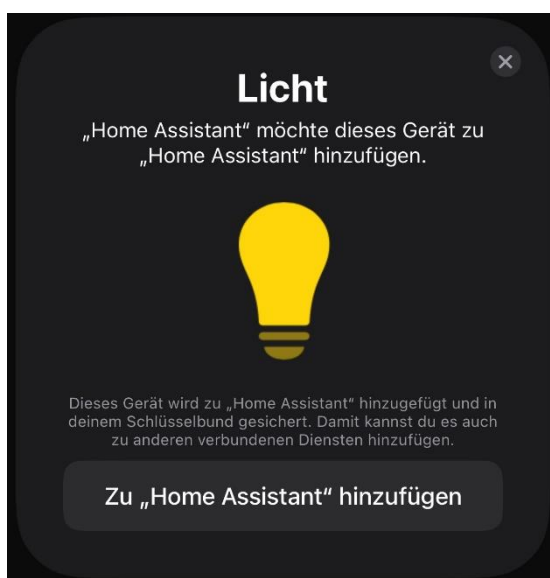 Licht
„Home Assistant“ möchte dieses Gerät zu
„Home Assistant“ hinzufügen.
Dieses Gerät wird zu „Home Assistant“ hinzugefügt und in
deinem Schlüsselbund gesichert. Damit kannst du es auch
zu anderen verbundenen Diensten hinzufügen.
Zu „Home Assistant“ hinzufügen